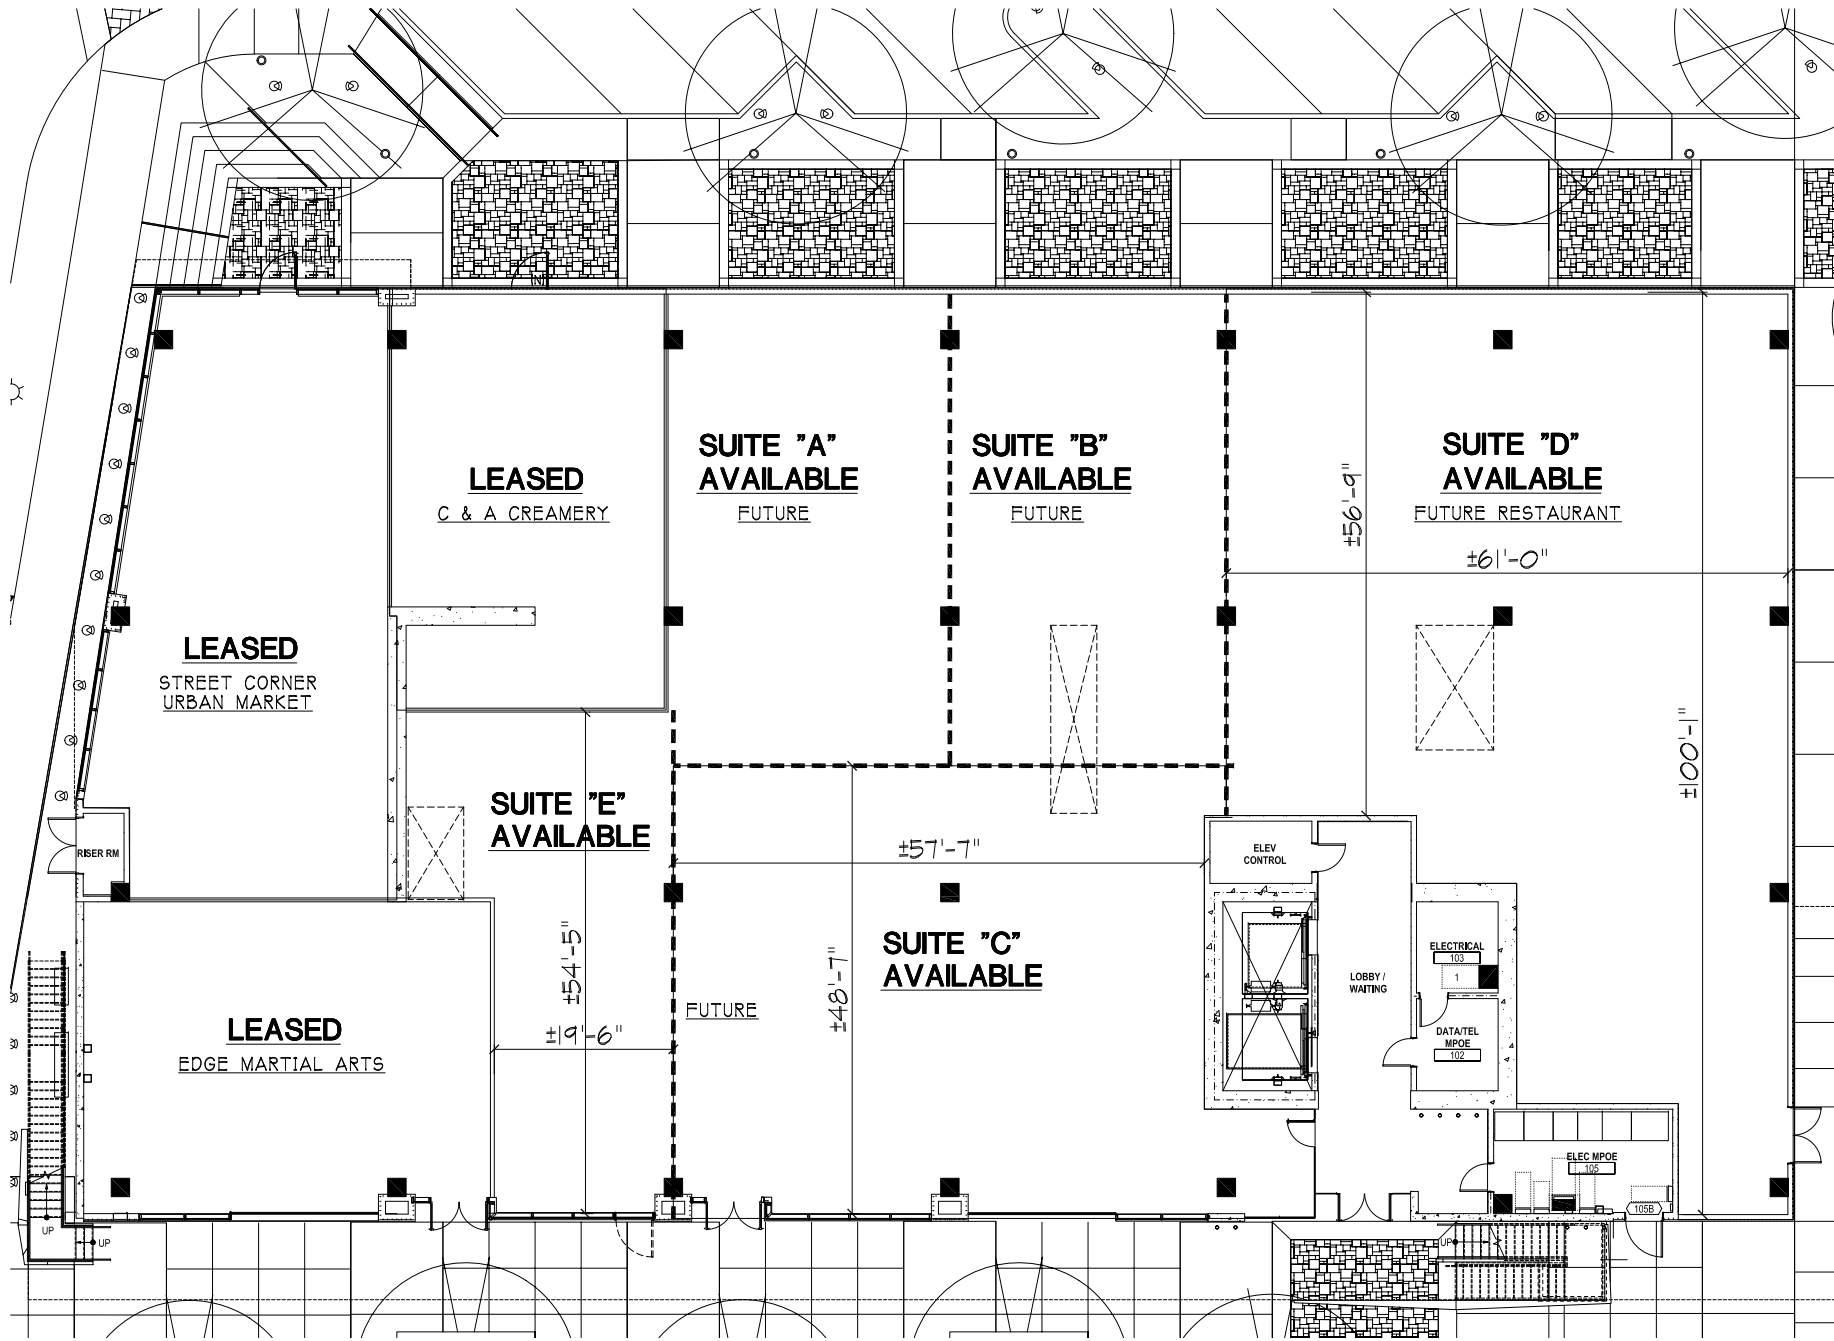 (N)
SUITE "A"
AVAILABLE
FUTURE
SUITE "B"
AVAILABLE
FUTURE
SUITE "D"
AVAILABLE
FUTURE RESTAURANT
LEASED
C & A CREAMERY
±56'-9"
±61'-0"
LEASED
STREET CORNER
URBAN MARKET
±100'-1"
SUITE "E"
AVAILABLE
RISER RM
±57'-7"
ELEV
CONTROL
SUITE "C"
AVAILABLE
±54'-5"
±48'-7"
ELECTRICAL
103
1
LOBBY /
WAITING
FUTURE
±19'-6"
LEASED
EDGE MARTIAL ARTS
DATA/TEL
MPOE
102
ELEC MPOE
105
105B
UP
UP
UP